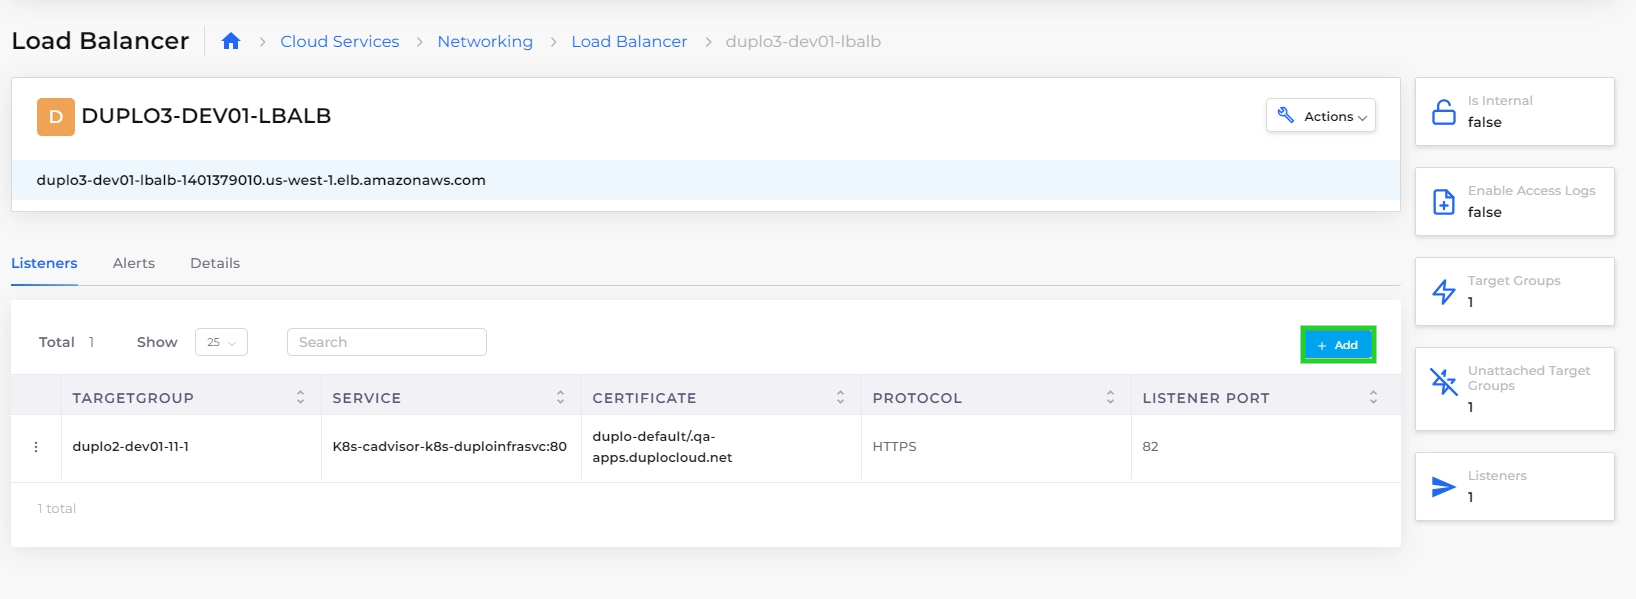 Load Balancer > Cloud Services > Networking > Load Balancer > duplo3-dev01-lbalb
D DUPLO3-DEV01-LBALB
Actions
duplo3-dev01-lbalb-1401379010.us-west-1.elb.amazonaws.com
Is Internal
false
Enable Access Logs
false
Target Groups
1
Unattached Target
Groups
1
Listeners
1
Listeners Alerts Details
Total 1 Show 25 Search
+ Add
TARGETGROUP SERVICE CERTIFICATE PROTOCOL LISTENER PORT
duplo2-dev01-11-1 K8s-cadvisor-k8s-duploinfrasvc:80 duplo-default/.qa-
apps.duplocloud.net HTTPS 82
1 total